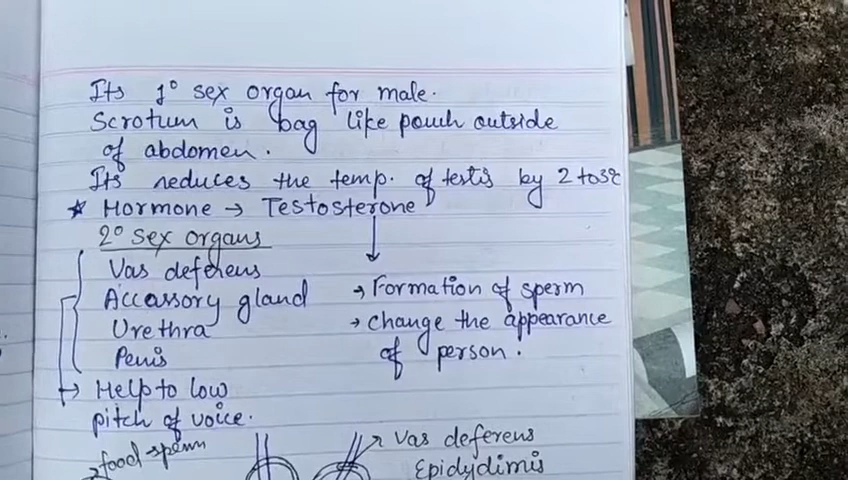 Its 1° sex organ for male.
Scrotum is bag like pouch outside
of abdomen.
Its reduces the temp. of testis by 2 to 3°c
* Hormone → Testosterone
2° sex organs
Vas deferens
Accassory gland
Urethra
Penis
→ Help to low
pitch of voice.
→ Formation of sperm
→ change the appearance
of person.
food → sperm
Vas deferens
Epidydimis